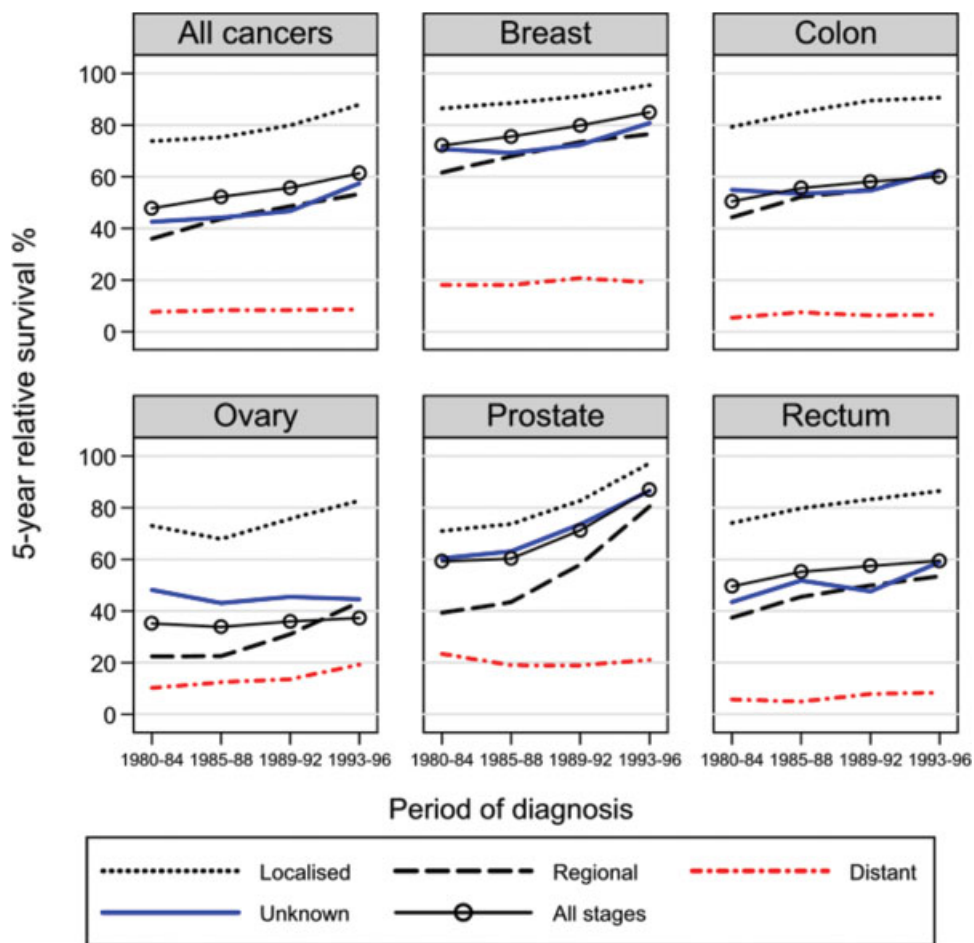 All cancers Breast Colon
100
80
60
40
20
0
5-year relative survival %
Ovary Prostate Rectum
100
80
60
40
20
0
1980-84 1985-88 1989-92 1993-96 1980-84 1985-88 1989-92 1993-96 1980-84 1985-88 1989-92 1993-96
Period of diagnosis
Localised Regional Distant
Unknown All stages